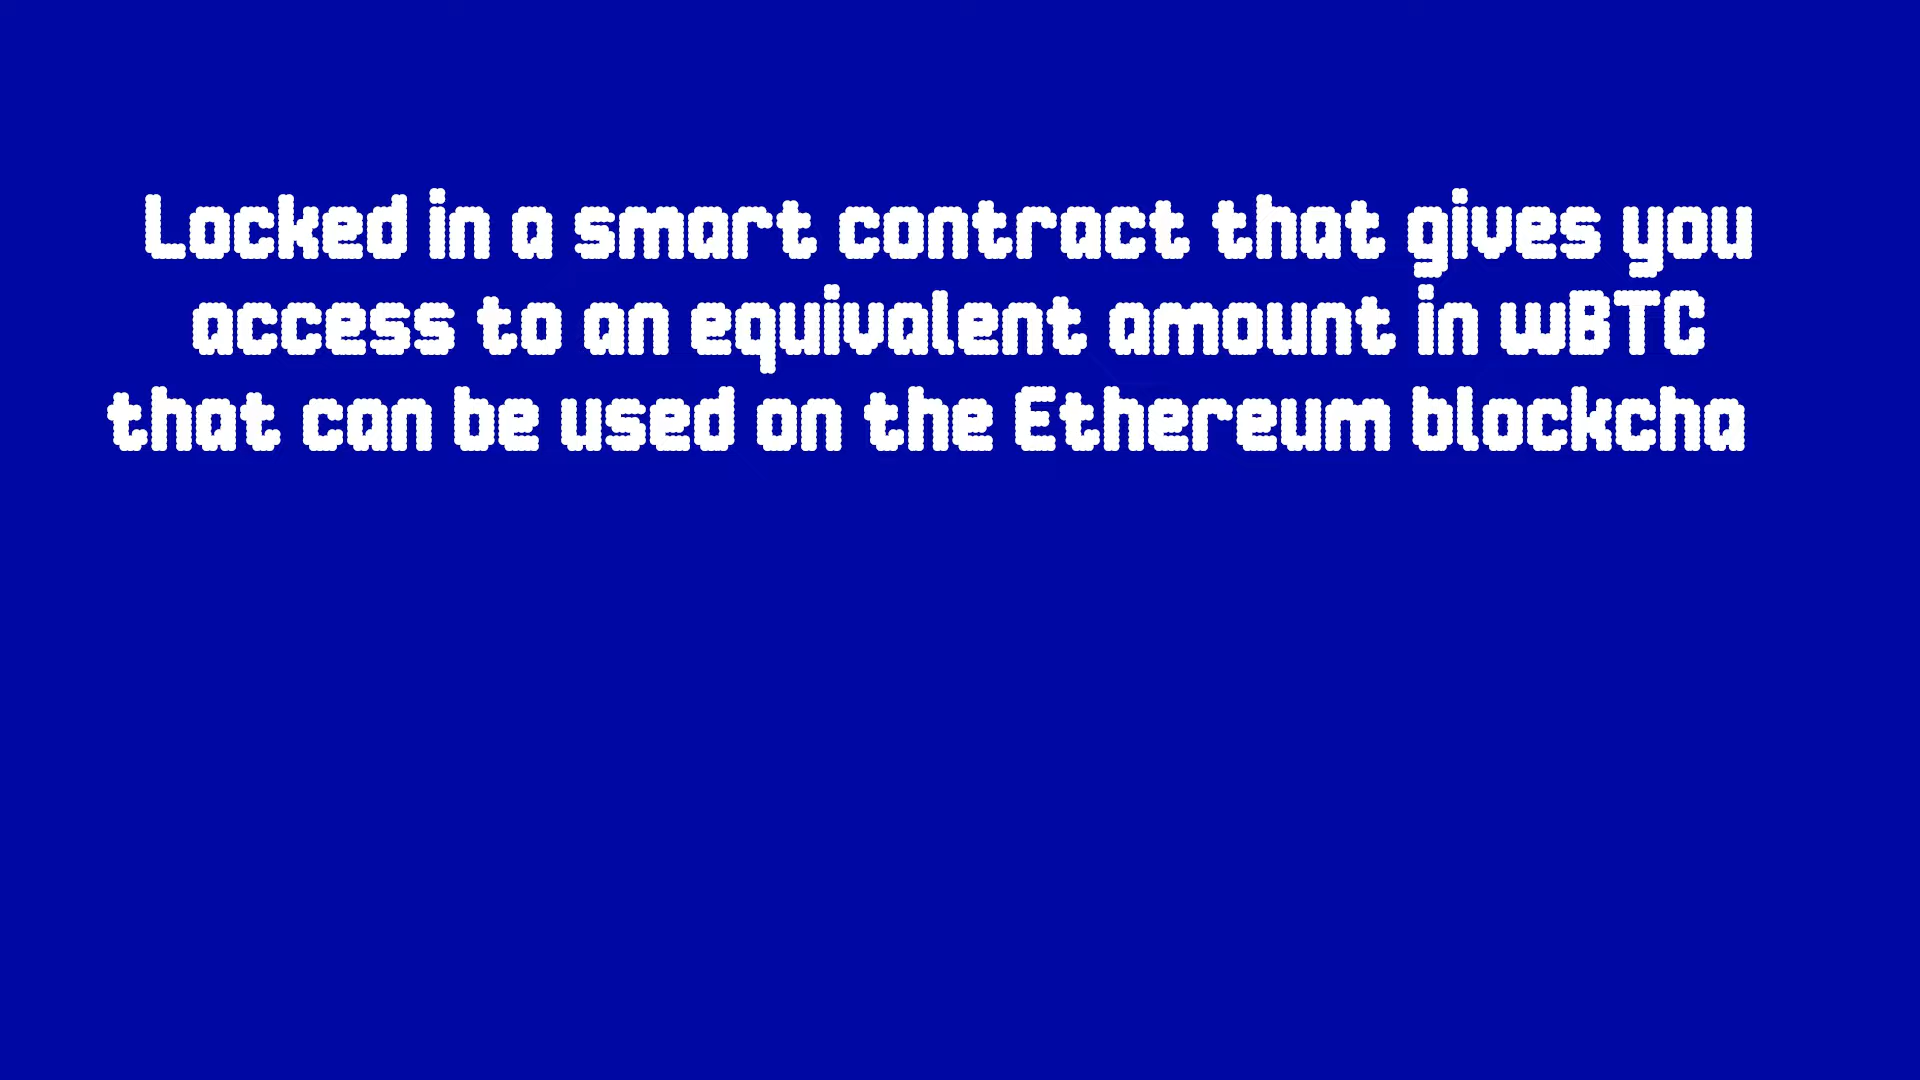 Locked in a smart contract that gives you
access to an equivalent amount in wBTC
that can be used on the Ethereum blockcha